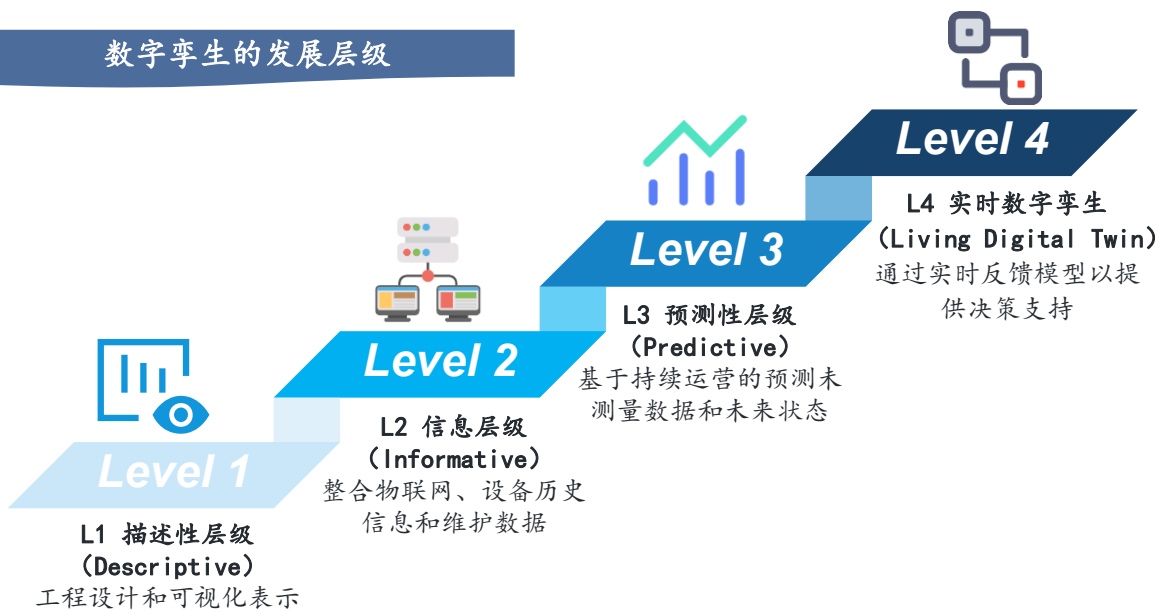 数字孪生的发展层级
Level 1
L1 描述性层级
（Descriptive）
工程设计和可视化表示
Level 2
L2 信息层级
（Informative）
整合物联网、设备历史
信息和维护数据
Level 3
L3 预测性层级
（Predictive）
基于持续运营的预测未
测量数据和未来状态
Level 4
L4 实时数字孪生
（Living Digital Twin）
通过实时反馈模型以提
供决策支持